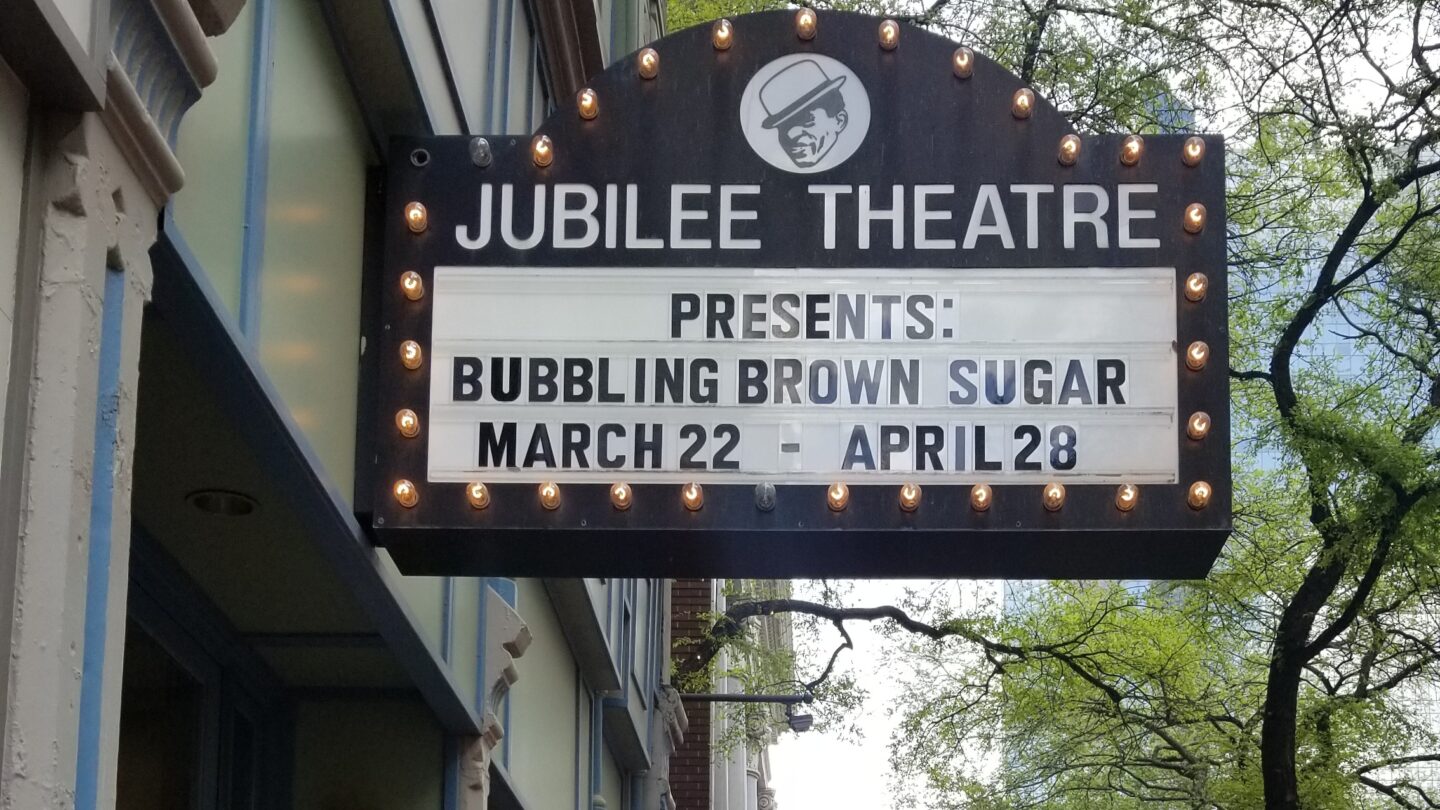 JUBILEE THEATRE
PRESENTS:
BUBBLING BROWN SUGAR
MARCH 22 - APRIL 28